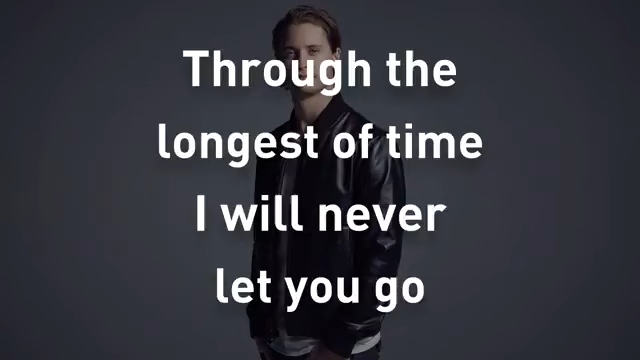 Through the
longest of time
I will never
let you go